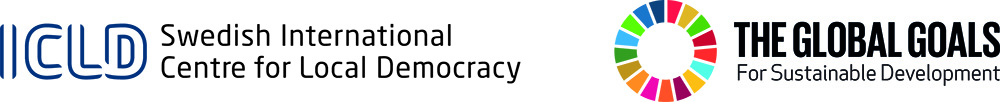 ICLD
Swedish International
Centre for Local Democracy
THE GLOBAL GOALS
For Sustainable Development